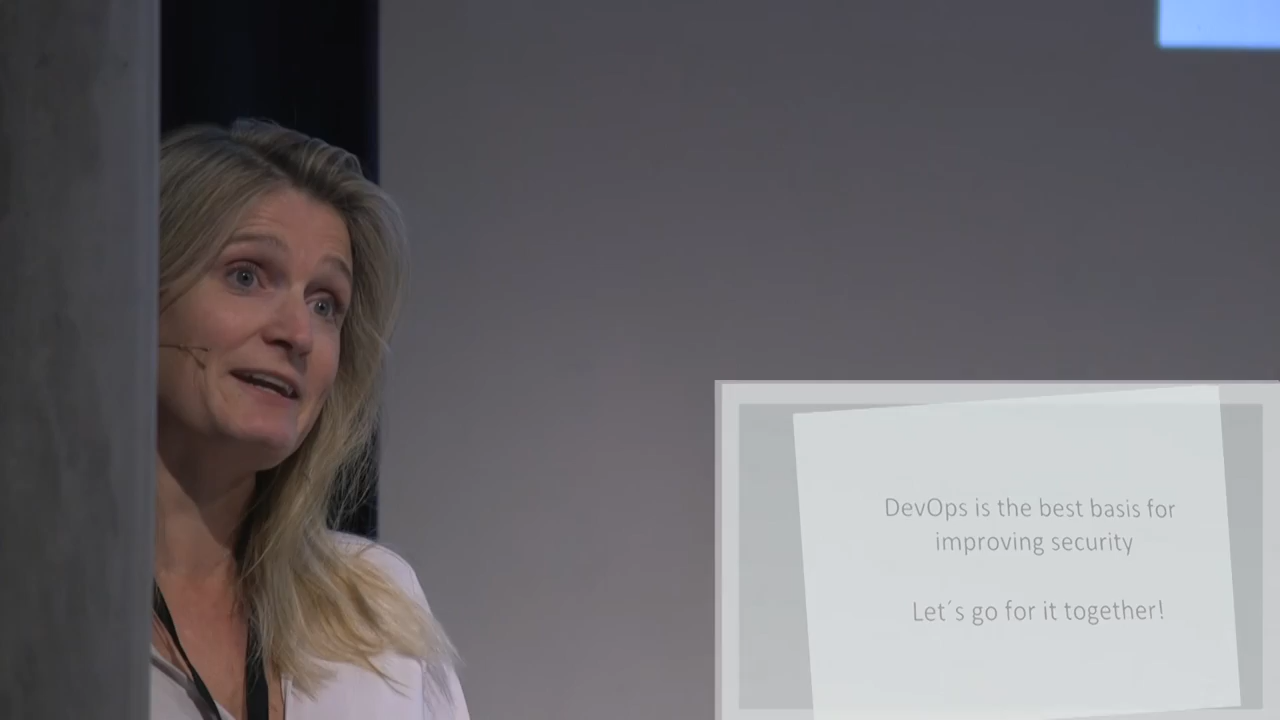 DevOps is the best basis for
improving security
Let´s go for it together!